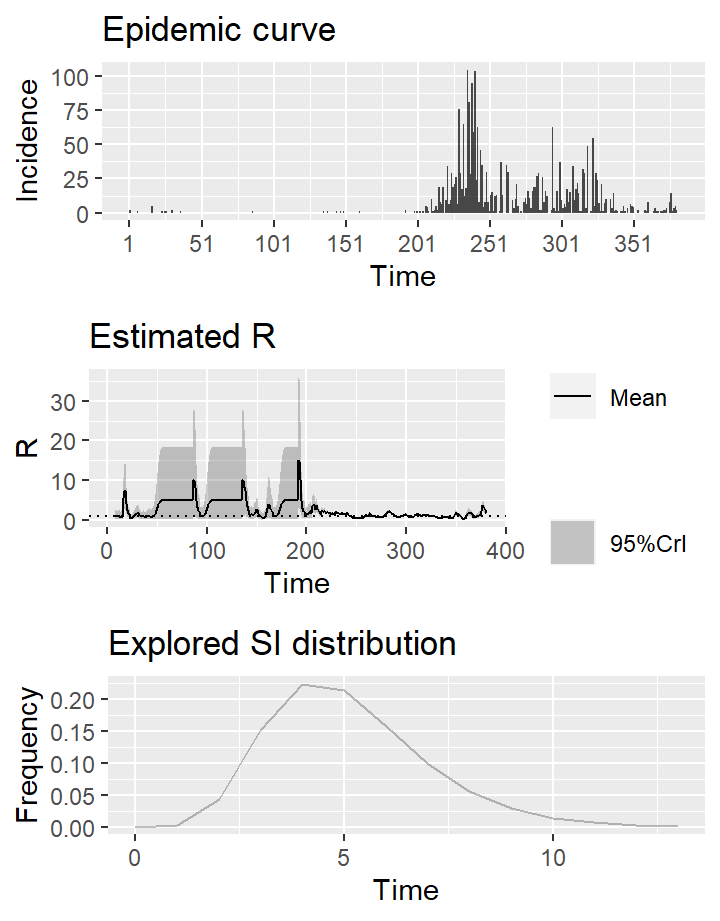 Epidemic curve
100
75
50
25
0
Incidence
1 51 101 151 201 251 301 351
Time
Estimated R
30
20
10
0
R
0 100 200 300 400
Time
Mean
95%CrI
Explored SI distribution
0.20
0.15
0.10
0.05
0.00
Frequency
0 5 10
Time